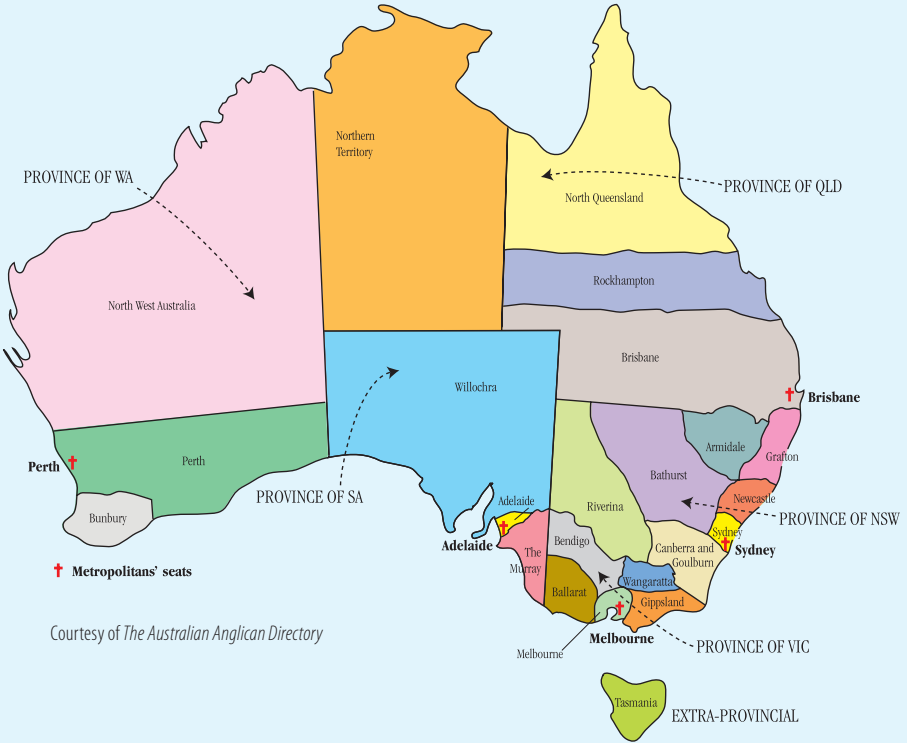 Northern
Territory
PROVINCE OF WA
PROVINCE OF QLD
North Queensland
Rockhampton
North West Australia
Brisbane
Willochra
Brisbane
Armidale
Grafton
Perth
Perth
Bathurst
PROVINCE OF SA
Adelaide
Newcastle
Riverina
Bunbury
PROVINCE OF NSW
Sydney
Adelaide
Bendigo
Canberra and
Goulburn
Sydney
The
Murray
Metropolitans' seats
Wangaratta
Ballarat
Gippsland
Courtesy of The Australian Anglican Directory
Melbourne
PROVINCE OF VIC
Melbourne
Tasmania
EXTRA-PROVINCIAL